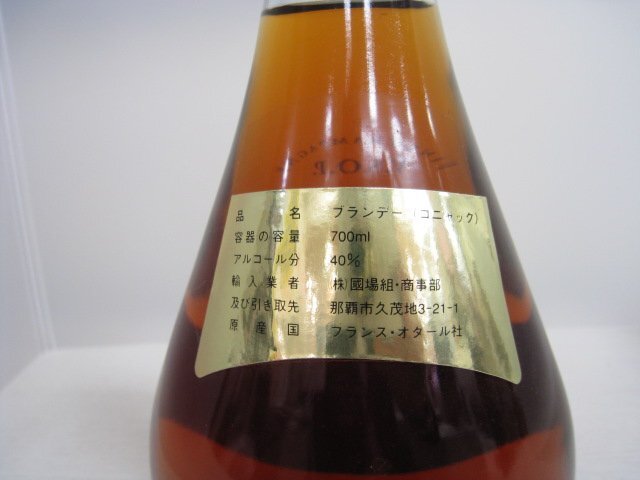 品名 ブランデー(コニャック)
容器の容量 700ml
アルコール分 40%
輸入業者 (株)國場組・商事部
及び引き取先 那覇市久茂地3-21-1
原産国 フランス・オタール社